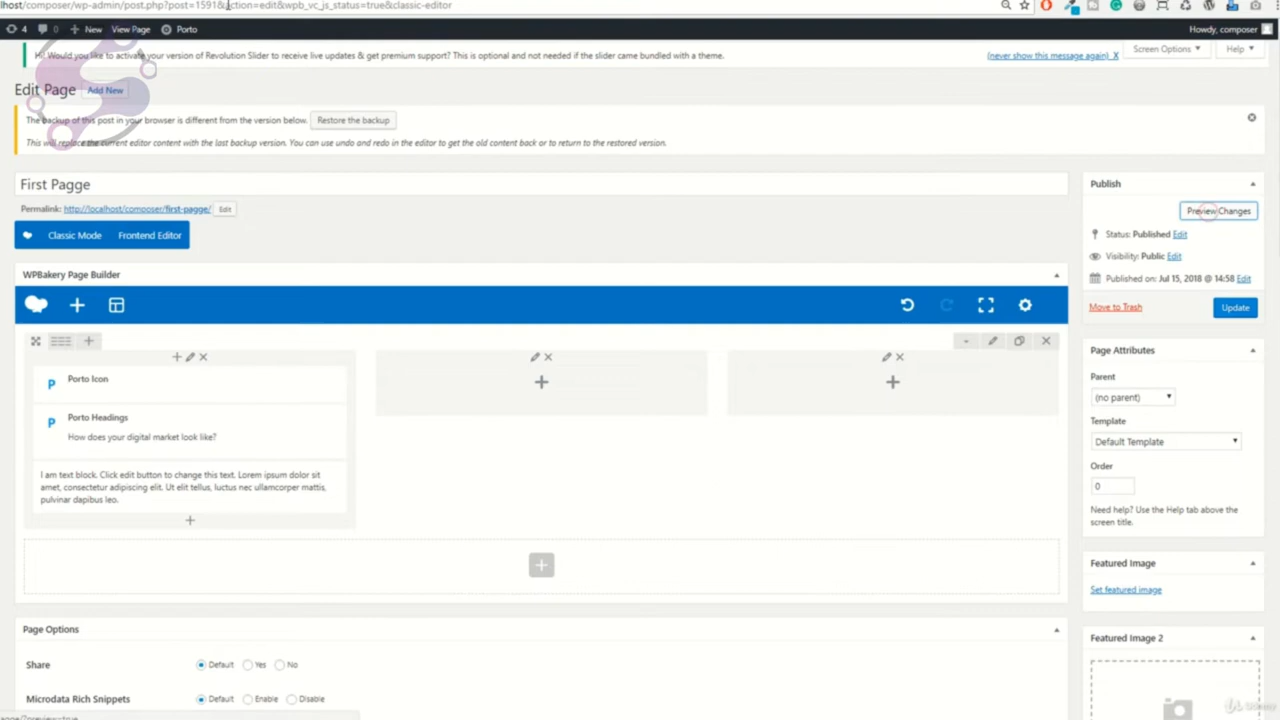 lhost/composer/wp-admin/post.php?post=1591&action=edit&wpb_vc_js_status=true&classic-editor
4 0 New View Page Porto Howdy, composer
Hi! Would you like to activate your version of Revolution Slider to receive live updates & get premium support? This is optional and not needed if the slider came bundled with a theme. (never show this message again) X Screen Options Help
Edit Page Add New
The backup of this post in your browser is different from the version below. Restore the backup
This will replace the current editor content with the last backup version. You can use undo and redo in the editor to get the old content back or to return to the restored version.
First Pagge
Permalink: http://localhost/composer/first-pagge/ Edit
Classic Mode Frontend Editor
WPBakery Page Builder
Porto Icon
Porto Headings
How does your digital market look like?
I am text block. Click edit button to change this text. Lorem ipsum dolor sit
amet, consectetur adipiscing elit. Ut elit tellus, luctus nec ullamcorper mattis,
pulvinar dapibus leo.
Page Options
Share Default Yes No
Microdata Rich Snippets Default Enable Disable
Publish
Preview Changes
Status: Published Edit
Visibility: Public Edit
Published on: Jul 15, 2018 @ 14:58 Edit
Move to Trash Update
Page Attributes
Parent
(no parent)
Template
Default Template
Order
0
Need help? Use the Help tab above the
screen title.
Featured Image
Set featured image
Featured Image 2